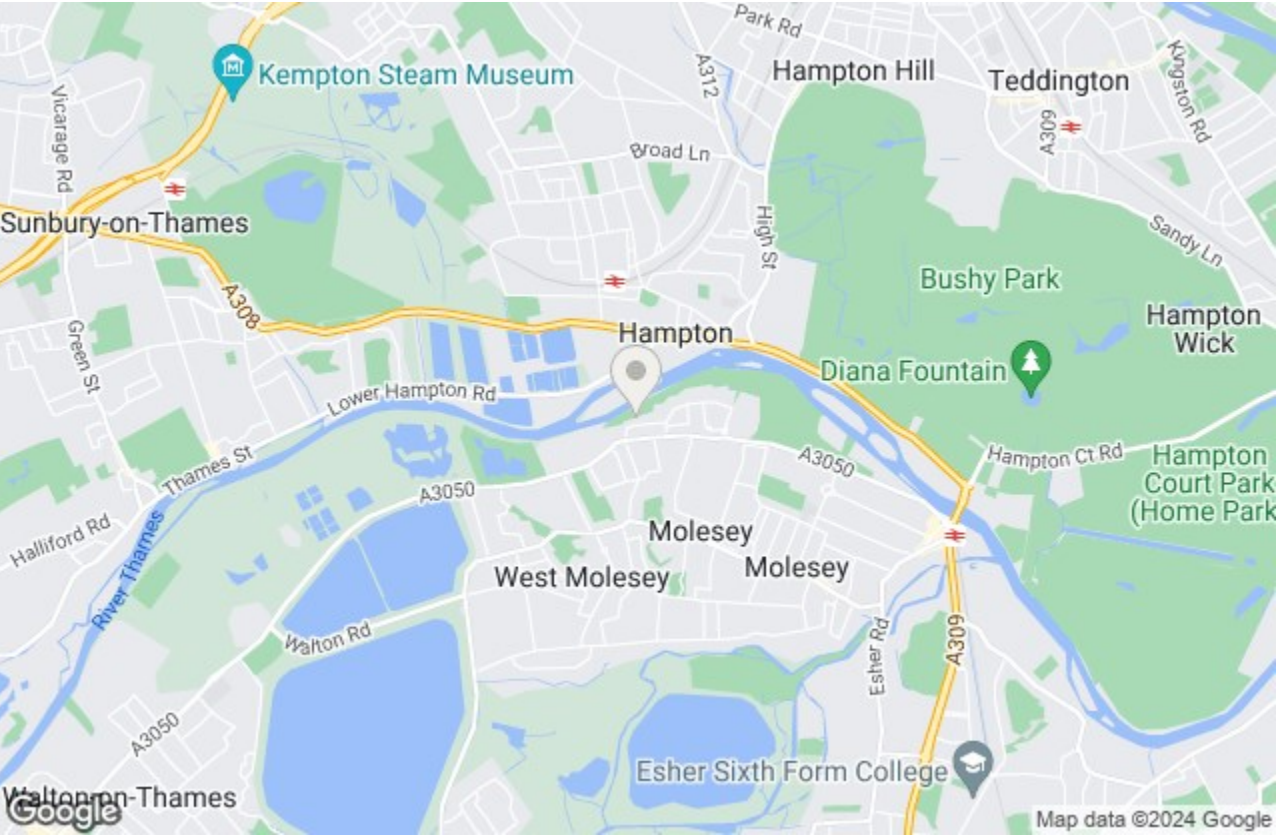 Park Rd
A312
Hampton Hill
Teddington
Kingston Rd
Kempton Steam Museum
Vicarage Rd
A309
Broad Ln
Sunbury-on-Thames
High St
Sandy Ln
Bushy Park
A308
Hampton
Wick
Hampton
Green St
Diana Fountain
Lower Hampton Rd
Thames St
A3050
Hampton Ct Rd
Hampton
Court Park
(Home Park
A3050
Halliford Rd
River Thames
Molesey
West Molesey
Molesey
Walton Rd
Esher Rd
A309
A3050
Esher Sixth Form College
Walton-on-Thames
Google
Map data ©2024 Google